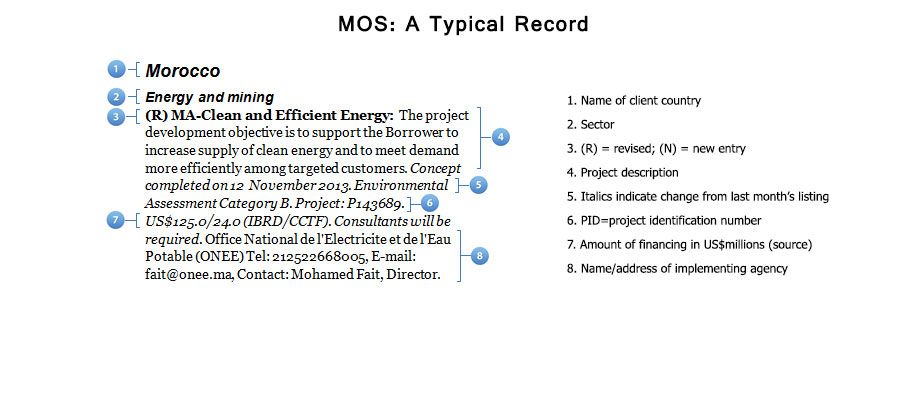 MOS: A Typical Record
1 Morocco
2 Energy and mining
3 (R) MA-Clean and Efficient Energy: The project
development objective is to support the Borrower to
increase supply of clean energy and to meet demand 4
more efficiently among targeted customers. Concept
completed on 12 November 2013. Environmental 5
Assessment Category B. Project: P143689. 6
7 US$125.0/24.0 (IBRD/CCTF). Consultants will be
required. Office National de l'Electricite et de l'Eau
Potable (ONEE) Tel: 212522668005, E-mail: 8
fait@onee.ma, Contact: Mohamed Fait, Director.
1. Name of client country
2. Sector
3. (R) = revised; (N) = new entry
4. Project description
5. Italics indicate change from last month's listing
6. PID=project identification number
7. Amount of financing in US$millions (source)
8. Name/address of implementing agency